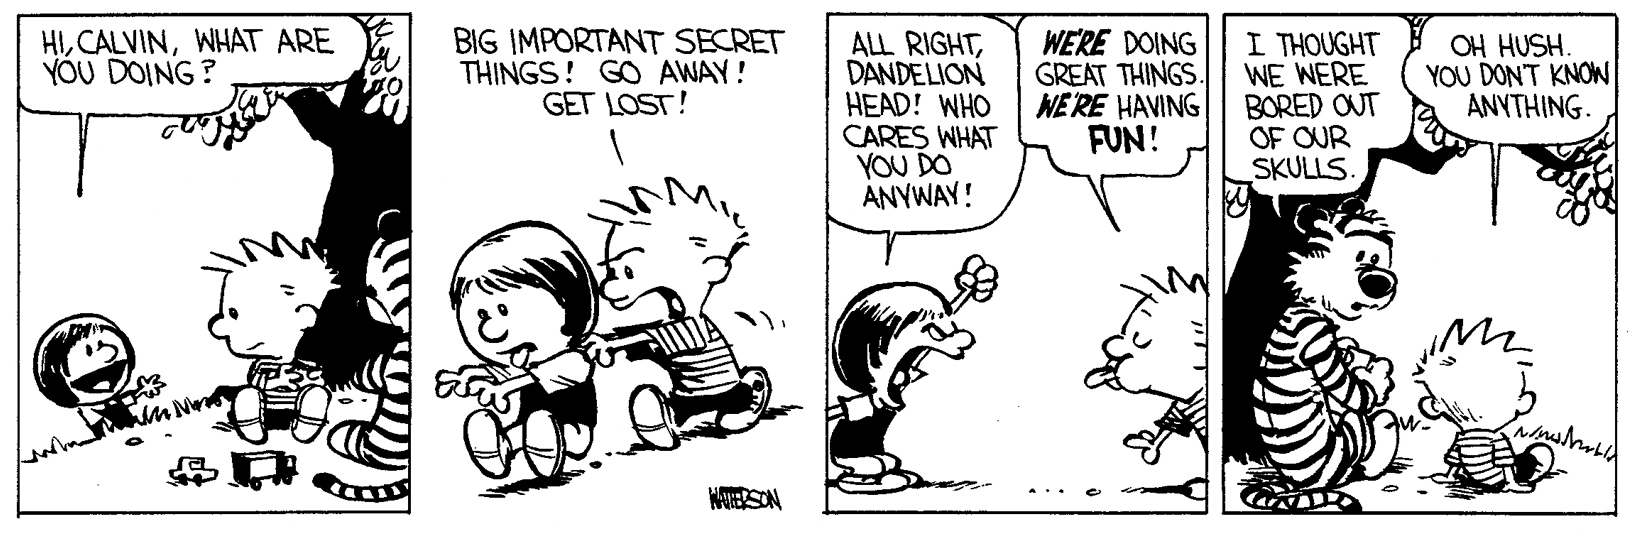 HI, CALVIN, WHAT ARE
YOU DOING?
BIG IMPORTANT SECRET
THINGS! GO AWAY!
GET LOST!
WATTERSON
ALL RIGHT,
DANDELION
HEAD! WHO
CARES WHAT
YOU DO
ANYWAY!
WE'RE DOING
GREAT THINGS.
WE'RE HAVING
FUN!
I THOUGHT
WE WERE
BORED OUT
OF OUR
SKULLS.
OH HUSH.
YOU DON'T KNOW
ANYTHING.